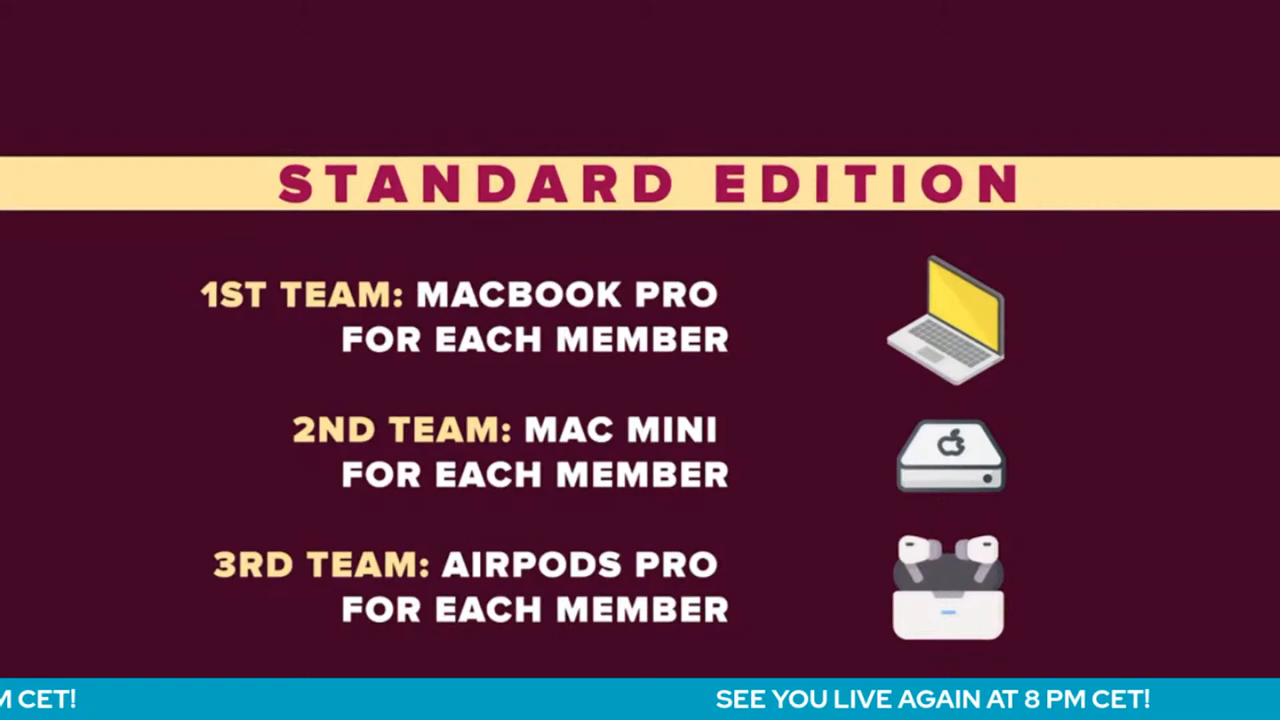 STANDARD EDITION
1ST TEAM: MACBOOK PRO
FOR EACH MEMBER
2ND TEAM: MAC MINI
FOR EACH MEMBER
3RD TEAM: AIRPODS PRO
FOR EACH MEMBER
M CET! SEE YOU LIVE AGAIN AT 8 PM CET!